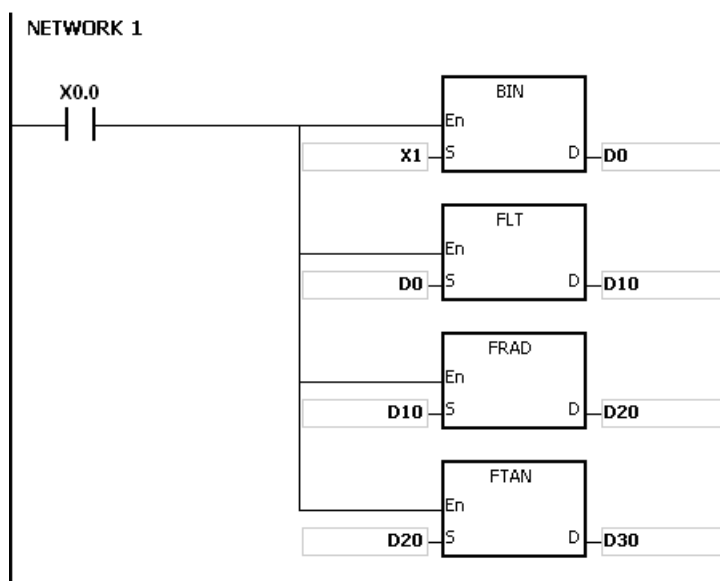 NETWORK 1
X0.0
BIN
En
X1 S D D0
FLT
En
D0 S D D10
FRAD
En
D10 S D D20
FTAN
En
D20 S D D30